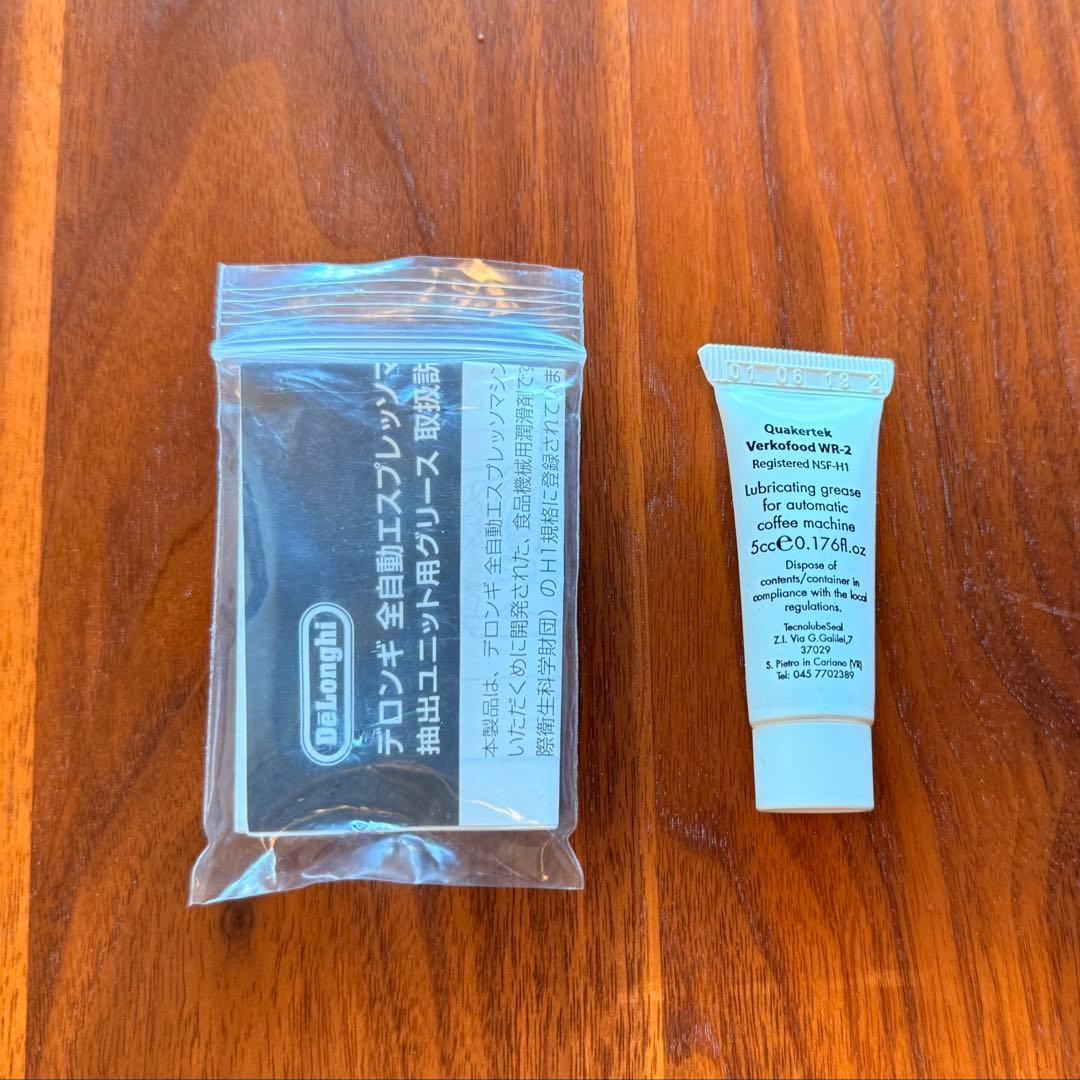 DēLonghi
デロンギ 全自動エスプレッソマ
抽出ユニット用グリース 取扱説
本製品は、デロンギ 全自動エスプレッソマシン
いただくめに開発された、食品機械用潤滑剤です
際衛生科学財団）の H1 規格に登録されていま
01 06 19 2
Quakertek
Verkofood WR-2
Registered NSF-H1
Lubricating grease
for automatic
coffee machine
5cc℮0.176fl.oz
Dispose of
contents/container in
compliance with the local
regulations.
TecnolubeSeal
Z.I. Via G.Galilei,7
37029
S. Pietro in Cariano (VR)
Tel: 045 7702389